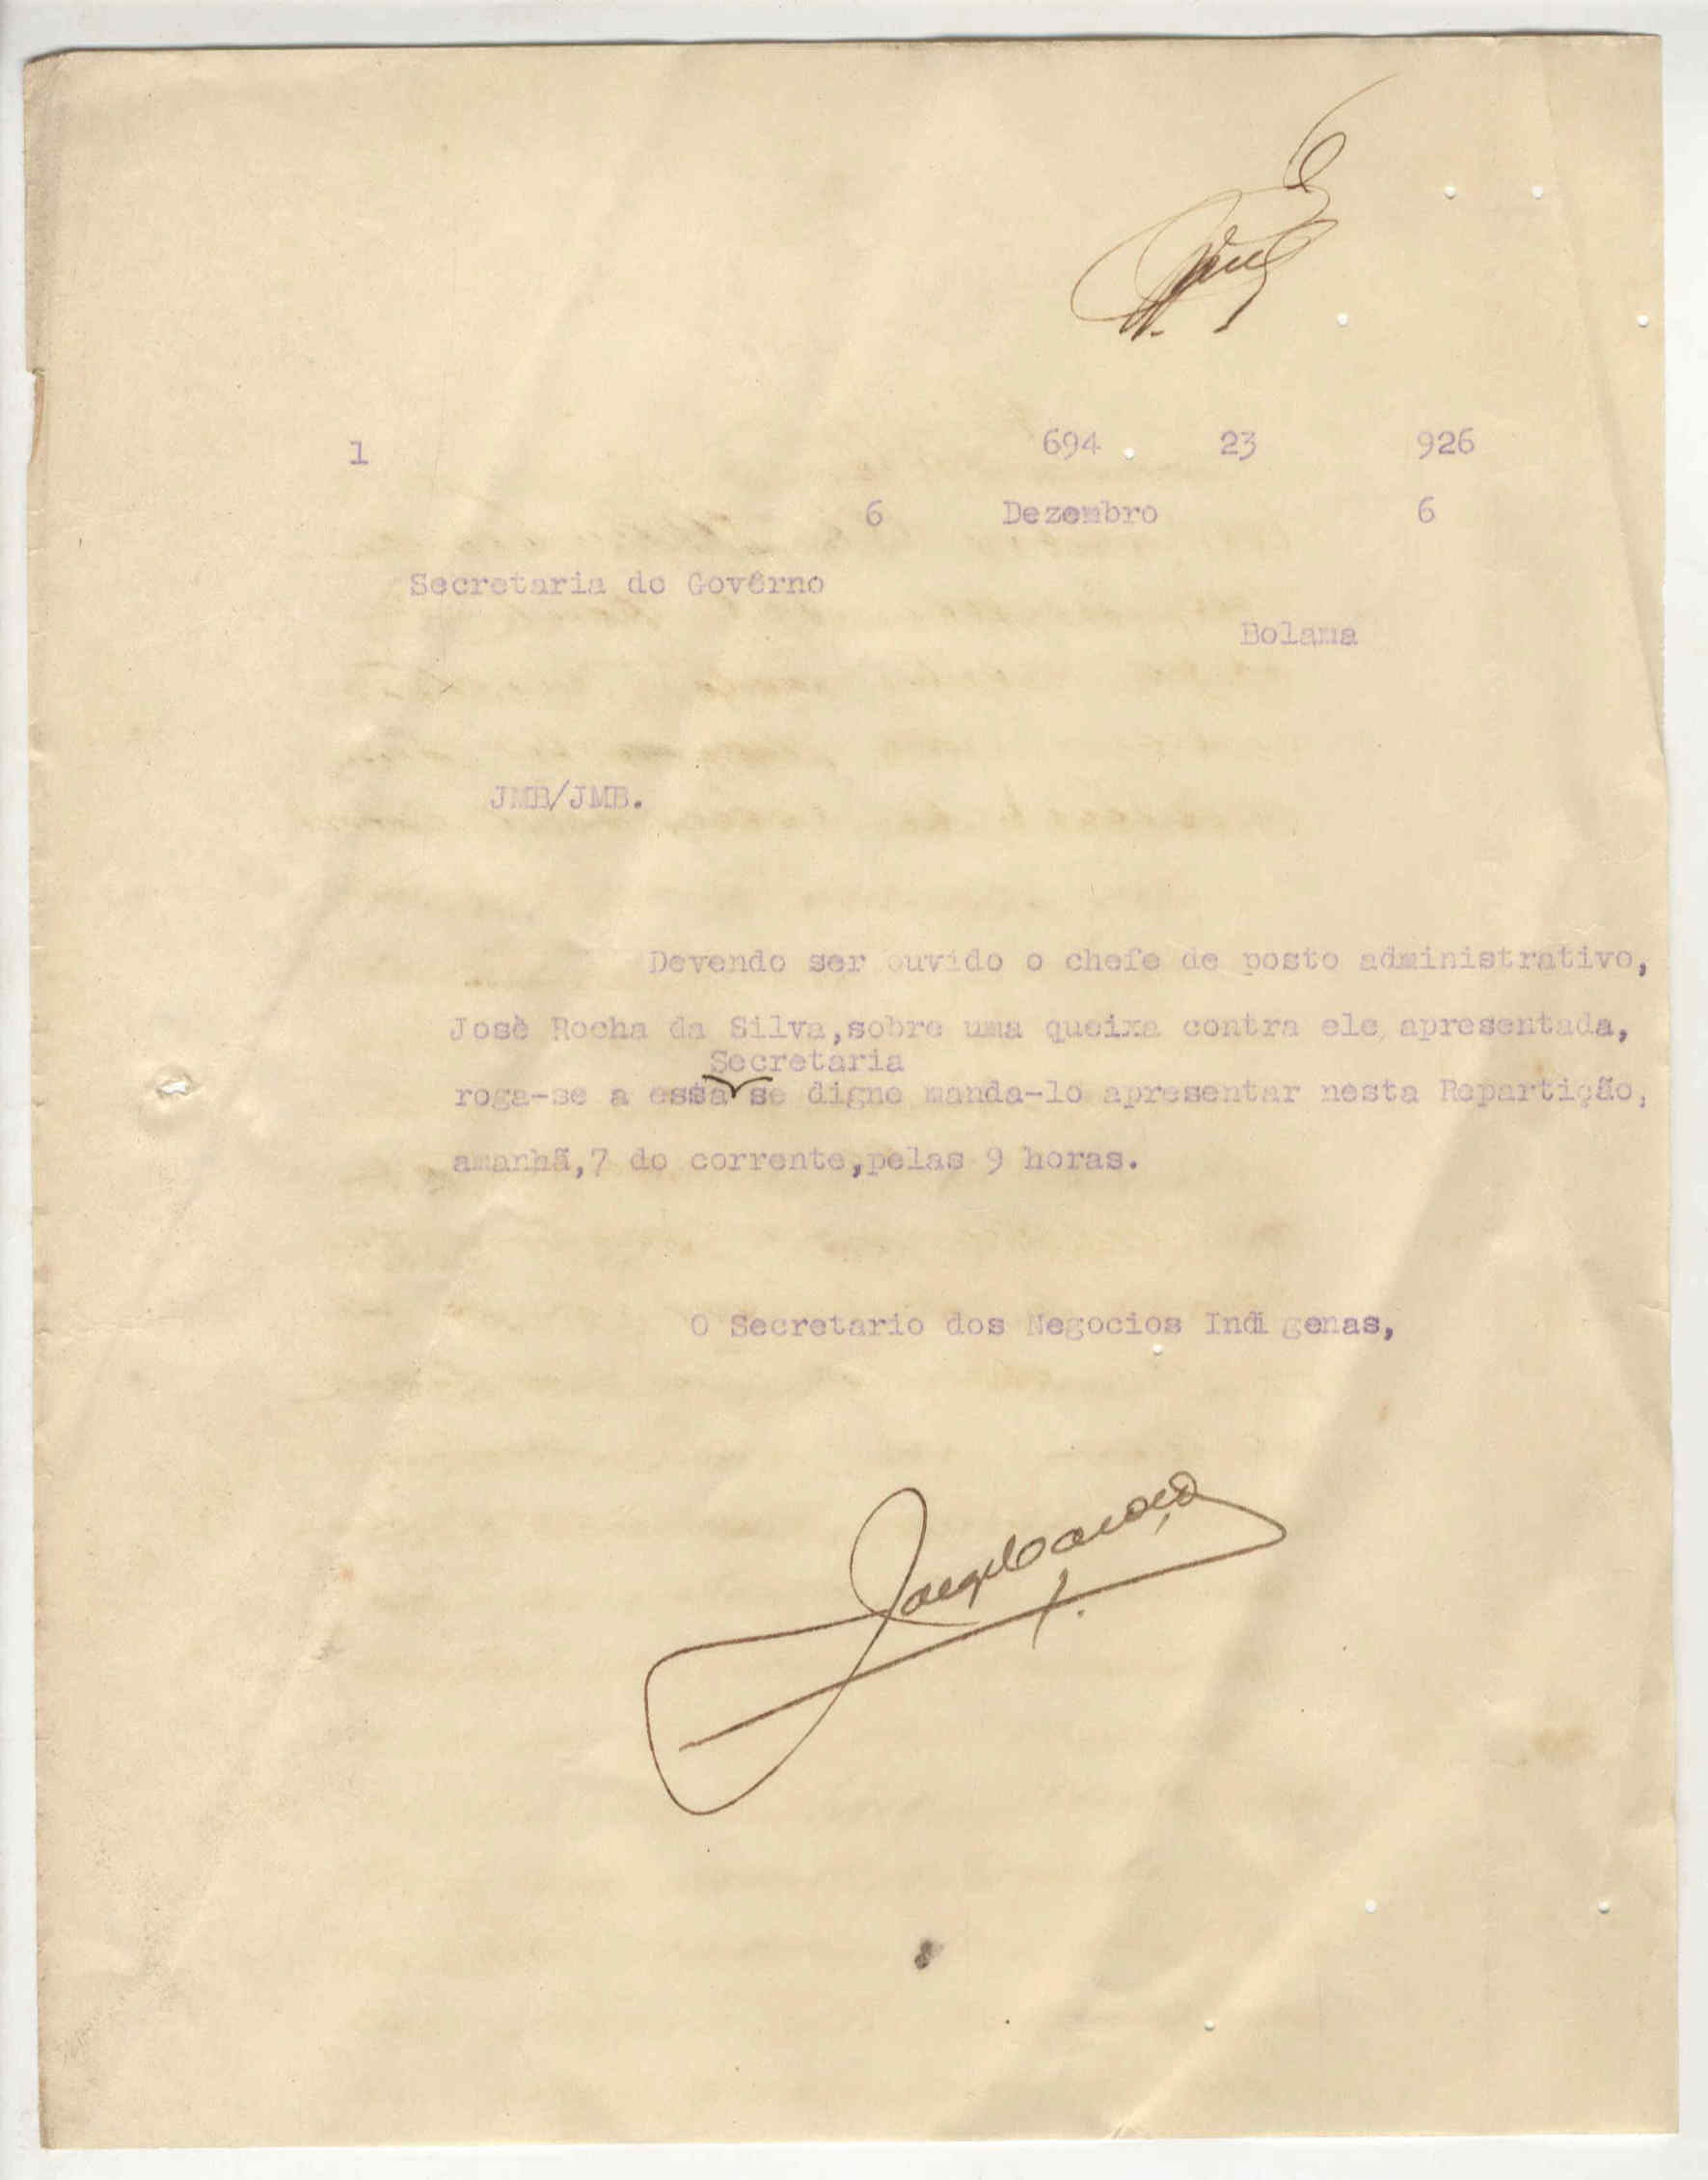 1 694 . 23 926
6 Dezembro 6
Secretaria do Govêrno
Bolama
JMB/JMB.
Devendo ser ouvido o chefe de posto administrativo,
Josè Rocha da Silva,sobre uma queixa contra ele apresentada,
Secretaria
roga-se a essa se digne manda-lo apresentar nesta Repartição,
amanhã,7 do corrente,pelas 9 horas.
O Secretario dos Negocios Indigenas,